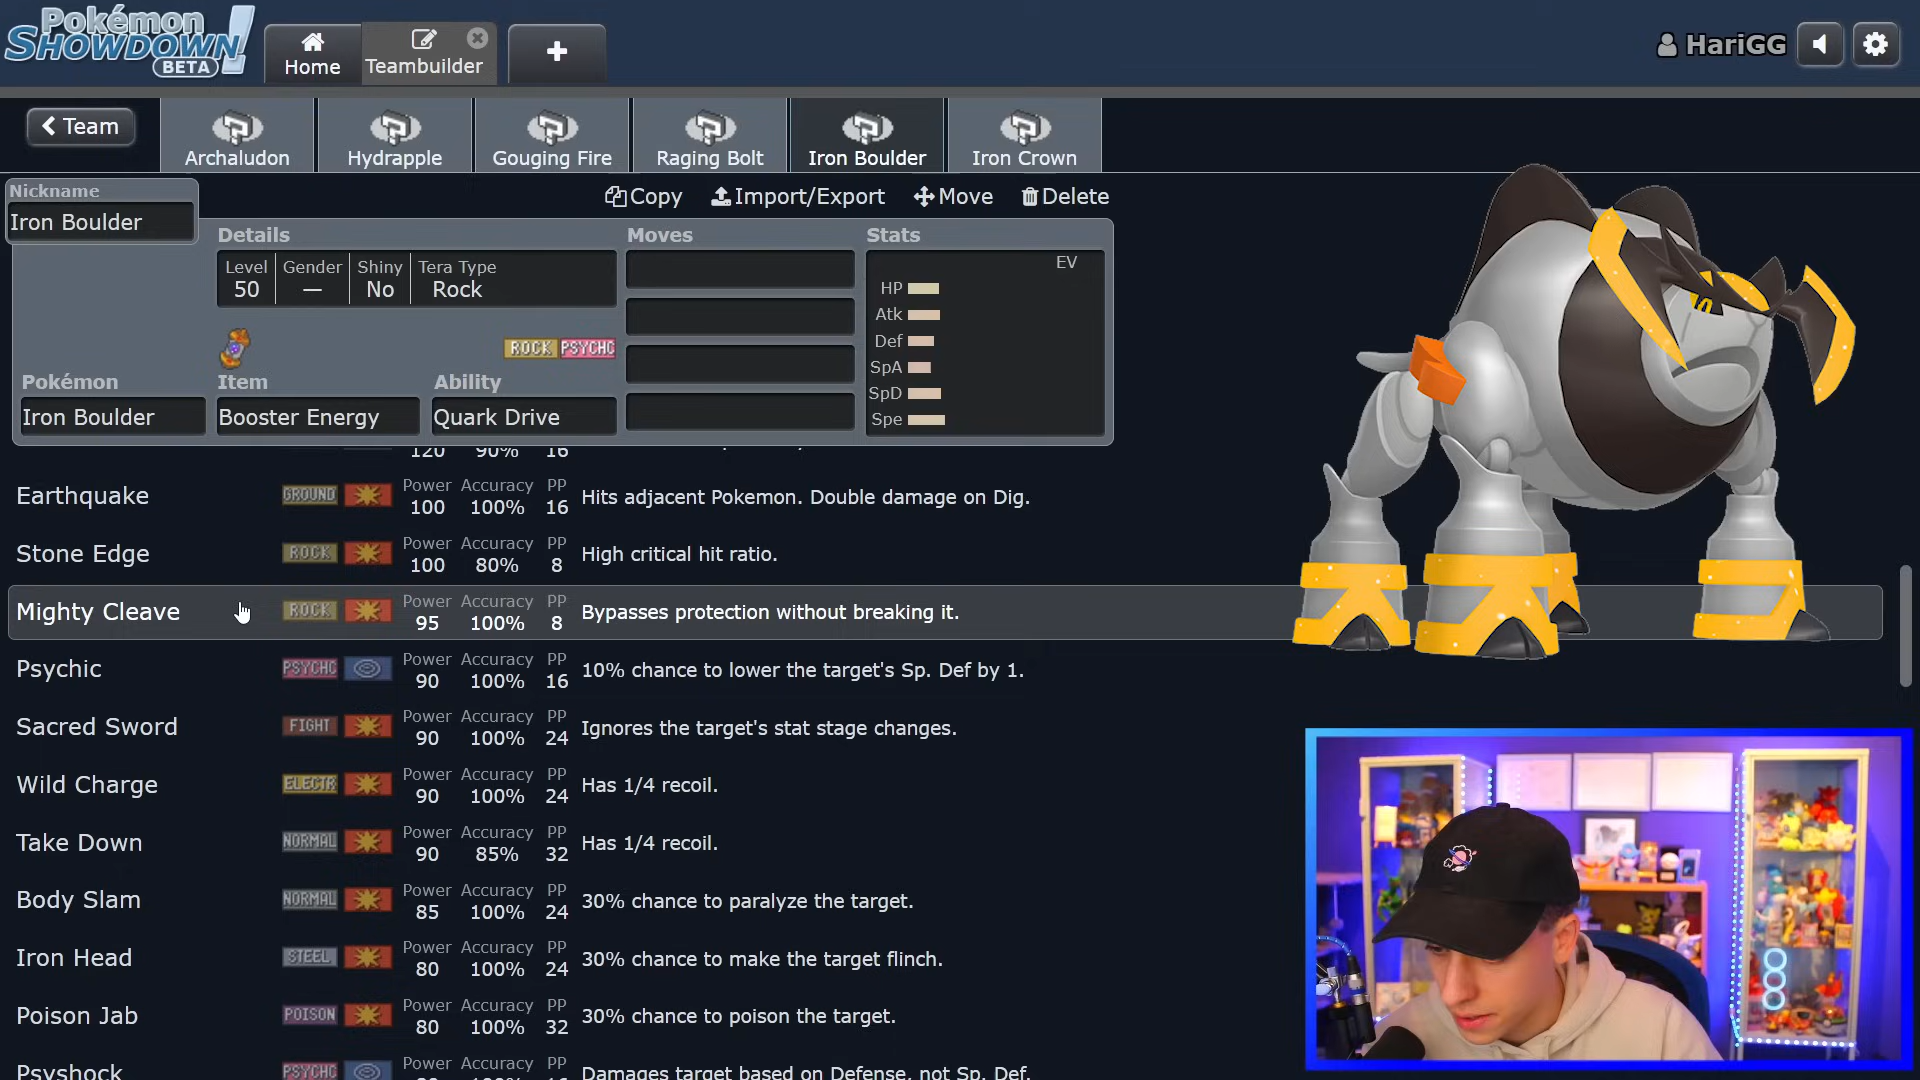 Pokémon
SHOWDOWN!
BETA
Home
Teambuilder
HariGG
Team
Archaludon
Hydrapple
Gouging Fire
Raging Bolt
Iron Boulder
Iron Crown
Nickname
Iron Boulder
Copy
Import/Export
Move
Delete
Details
Level
50
Gender
—
Shiny
No
Tera Type
Rock
ROCK
PSYCHC
Pokémon
Iron Boulder
Item
Booster Energy
Ability
Quark Drive
Moves
Stats
EV
HP
Atk
Def
SpA
SpD
Spe
120 90% 16
Earthquake GROUND Power 100 Accuracy 100% PP 16 Hits adjacent Pokemon. Double damage on Dig.
Stone Edge ROCK Power 100 Accuracy 80% PP 8 High critical hit ratio.
Mighty Cleave ROCK Power 95 Accuracy 100% PP 8 Bypasses protection without breaking it.
Psychic PSYCHC Power 90 Accuracy 100% PP 16 10% chance to lower the target's Sp. Def by 1.
Sacred Sword FIGHT Power 90 Accuracy 100% PP 24 Ignores the target's stat stage changes.
Wild Charge ELECTR Power 90 Accuracy 100% PP 24 Has 1/4 recoil.
Take Down NORMAL Power 90 Accuracy 85% PP 32 Has 1/4 recoil.
Body Slam NORMAL Power 85 Accuracy 100% PP 24 30% chance to paralyze the target.
Iron Head STEEL Power 80 Accuracy 100% PP 24 30% chance to make the target flinch.
Poison Jab POISON Power 80 Accuracy 100% PP 32 30% chance to poison the target.
Psyshock PSYCHC Power Accuracy PP Damages target based on Defense, not Sp. Def.